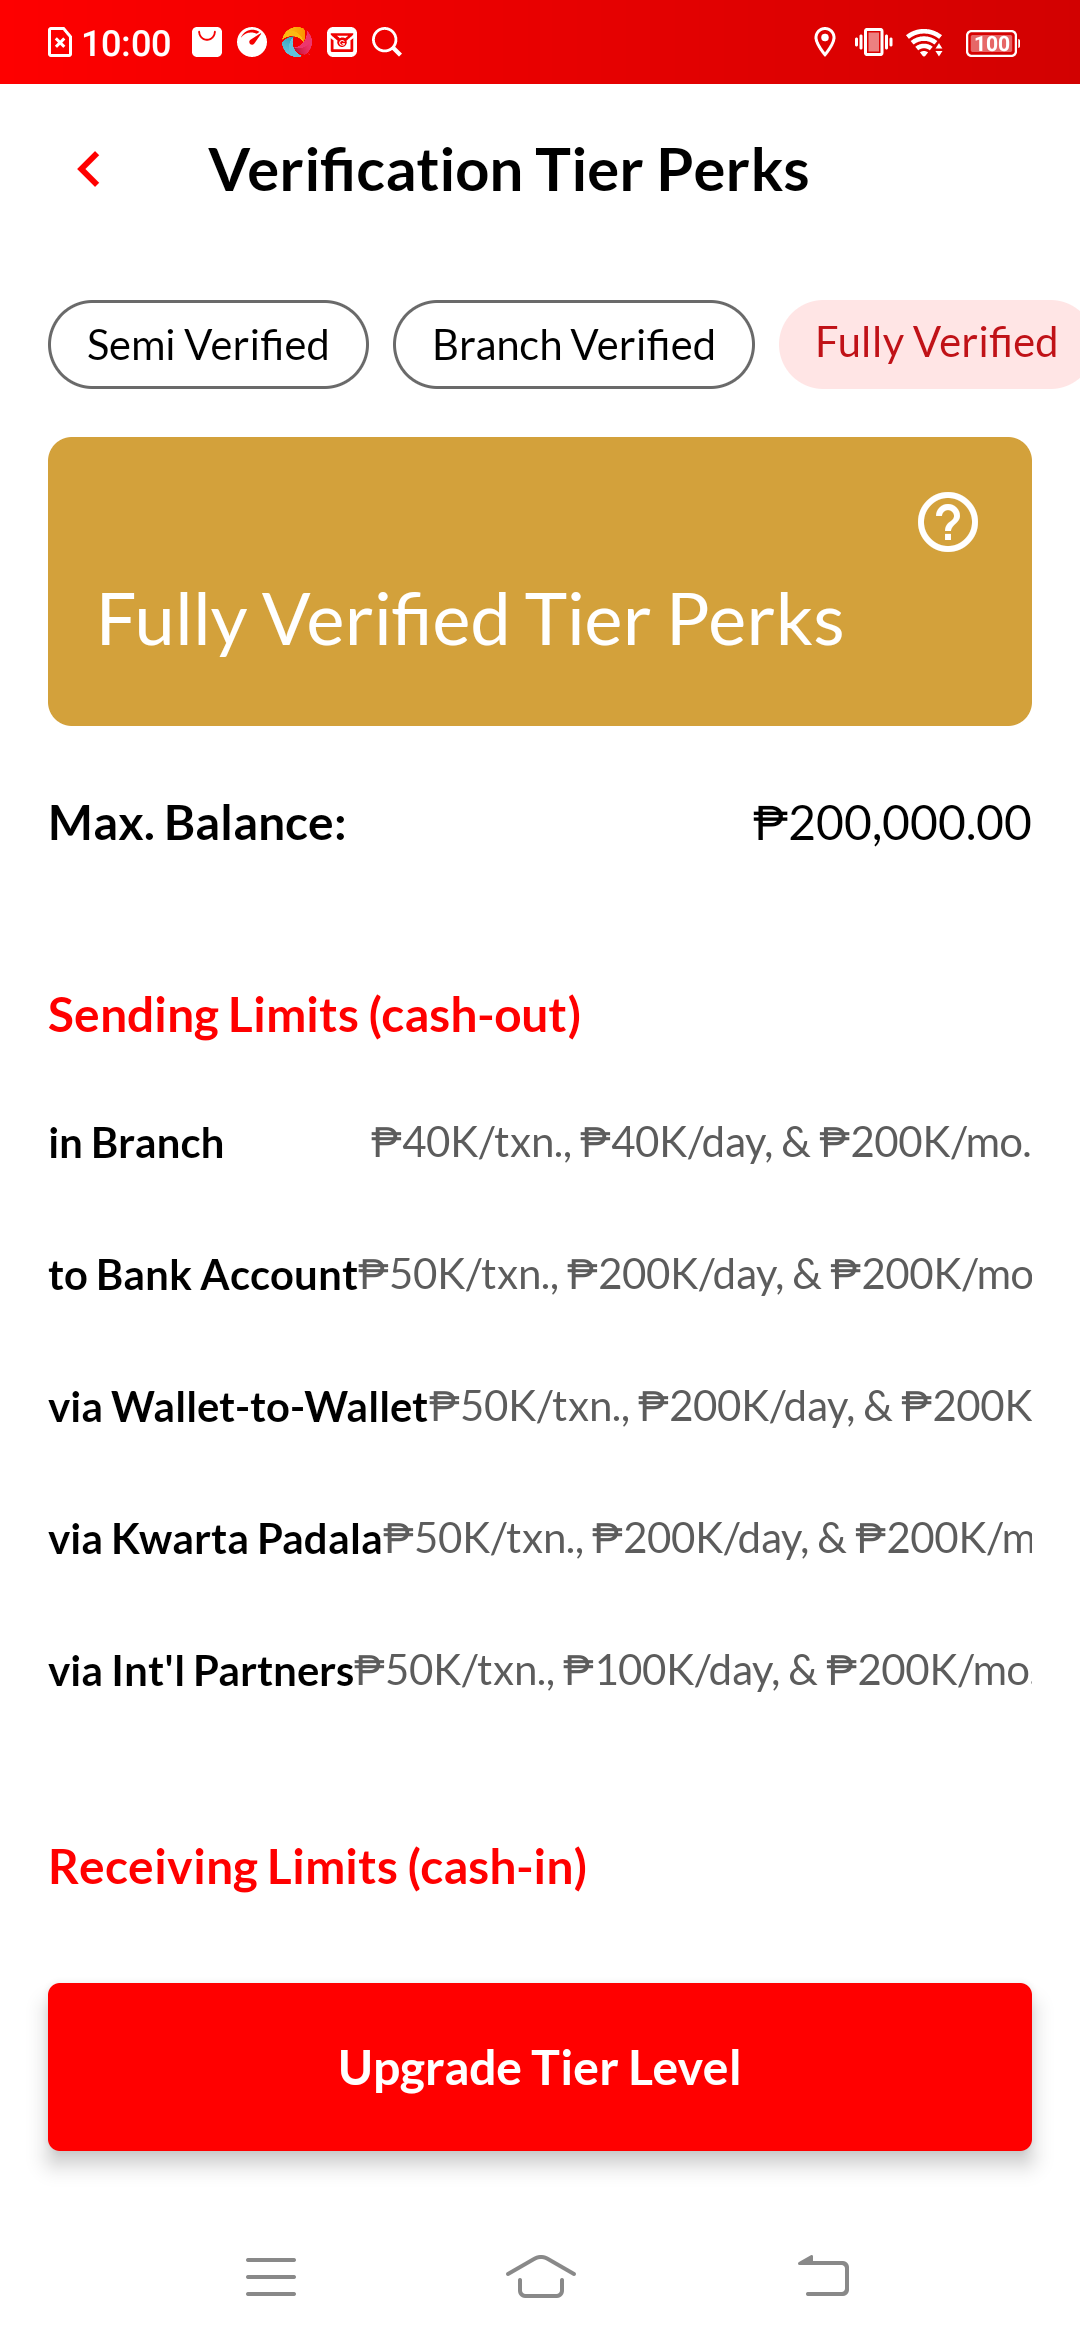 10:00
100
Verification Tier Perks
Semi Verified
Branch Verified
Fully Verified
Fully Verified Tier Perks
Max. Balance: ₱200,000.00
Sending Limits (cash-out)
in Branch ₱40K/txn., ₱40K/day, & ₱200K/mo.
to Bank Account₱50K/txn., ₱200K/day, & ₱200K/mo
via Wallet-to-Wallet₱50K/txn., ₱200K/day, & ₱200K
via Kwarta Padala₱50K/txn., ₱200K/day, & ₱200K/m
via Int'l Partners₱50K/txn., ₱100K/day, & ₱200K/mo.
Receiving Limits (cash-in)
Upgrade Tier Level